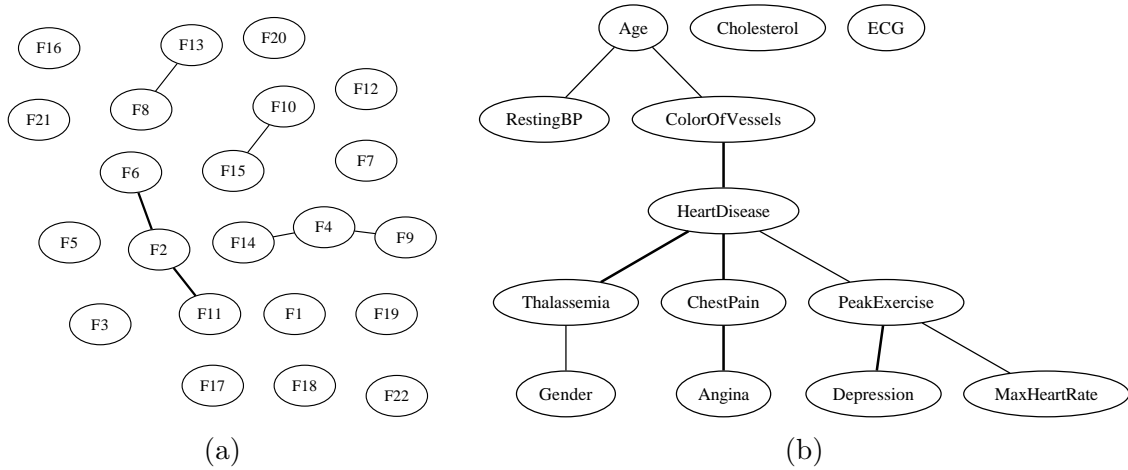 F16
F13
F20
F8
F10
F12
F21
F6
F15
F7
F5
F2
F14
F4
F9
F3
F11
F1
F19
F17
F18
F22
(a)
Age
Cholesterol
ECG
RestingBP
ColorOfVessels
HeartDisease
Thalassemia
ChestPain
PeakExercise
Gender
Angina
Depression
MaxHeartRate
(b)